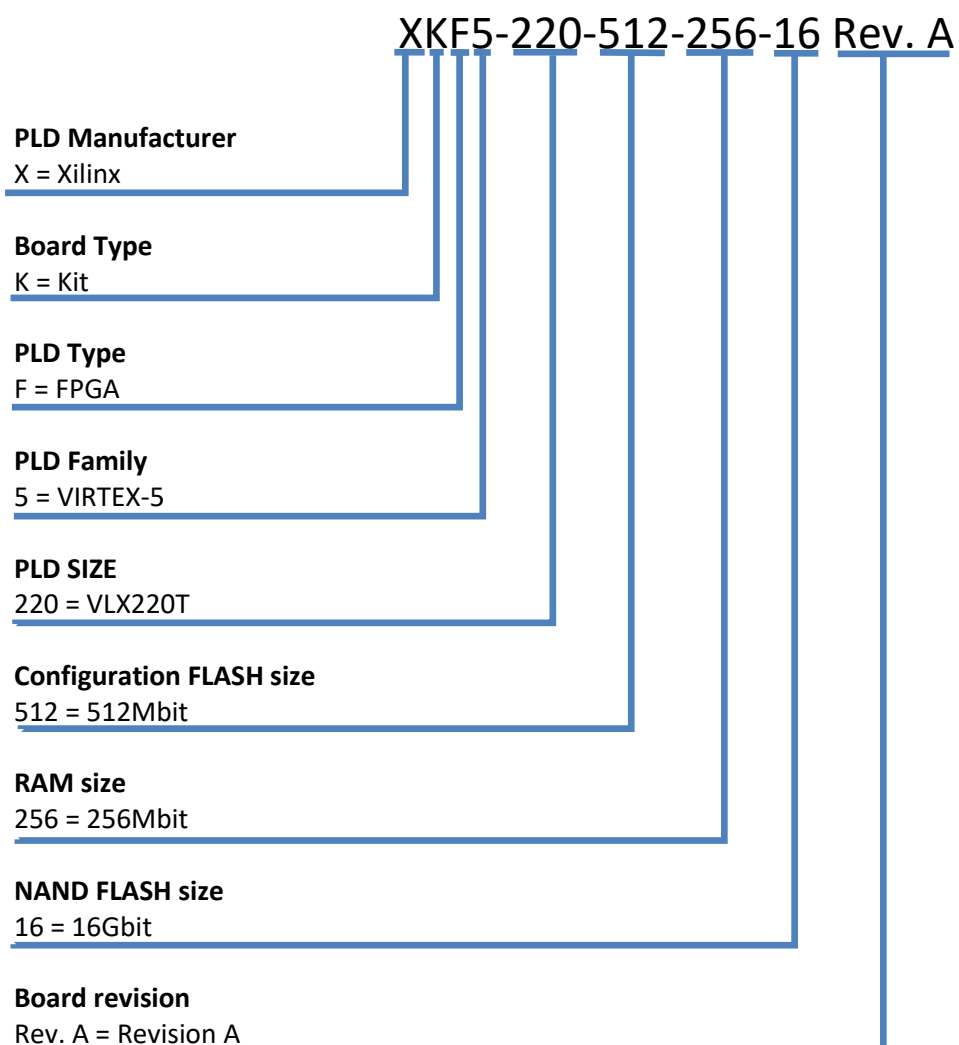 XKF5-220-512-256-16 Rev. A
PLD Manufacturer
X = Xilinx
Board Type
K = Kit
PLD Type
F = FPGA
PLD Family
5 = VIRTEX-5
PLD SIZE
220 = VLX220T
Configuration FLASH size
512 = 512Mbit
RAM size
256 = 256Mbit
NAND FLASH size
16 = 16Gbit
Board revision
Rev. A = Revision A